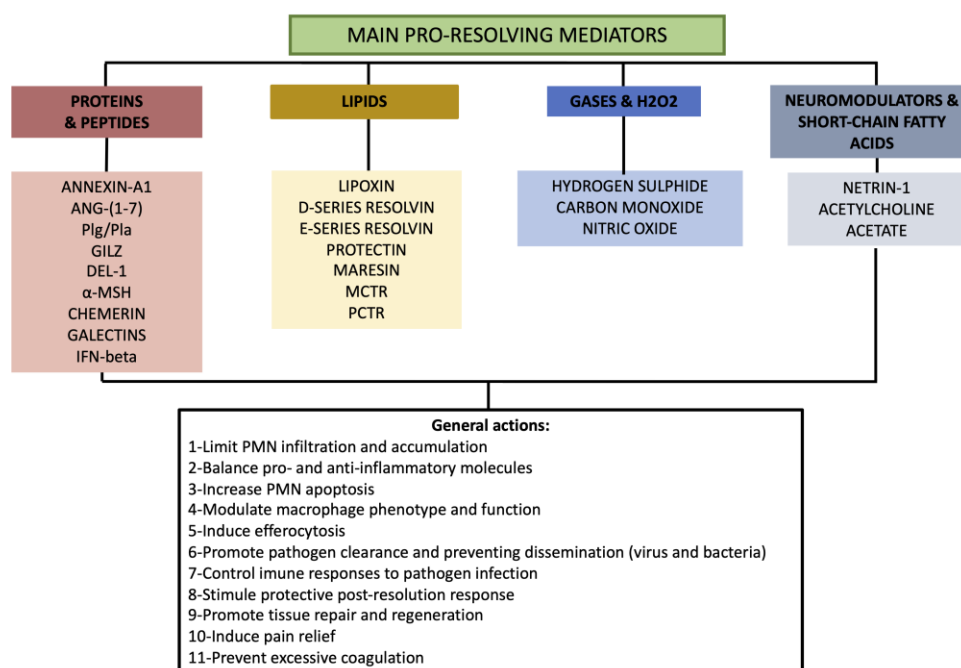 MAIN PRO-RESOLVING MEDIATORS
PROTEINS
& PEPTIDES
ANNEXIN-A1
ANG-(1-7)
Plg/Pla
GILZ
DEL-1
α-MSH
CHEMERIN
GALECTINS
IFN-beta
LIPIDS
LIPOXIN
D-SERIES RESOLVIN
E-SERIES RESOLVIN
PROTECTIN
MARESIN
MCTR
PCTR
GASES & H2O2
HYDROGEN SULPHIDE
CARBON MONOXIDE
NITRIC OXIDE
NEUROMODULATORS &
SHORT-CHAIN FATTY
ACIDS
NETRIN-1
ACETYLCHOLINE
ACETATE
General actions:
1-Limit PMN infiltration and accumulation
2-Balance pro- and anti-inflammatory molecules
3-Increase PMN apoptosis
4-Modulate macrophage phenotype and function
5-Induce efferocytosis
6-Promote pathogen clearance and preventing dissemination (virus and bacteria)
7-Control imune responses to pathogen infection
8-Stimule protective post-resolution response
9-Promote tissue repair and regeneration
10-Induce pain relief
11-Prevent excessive coagulation